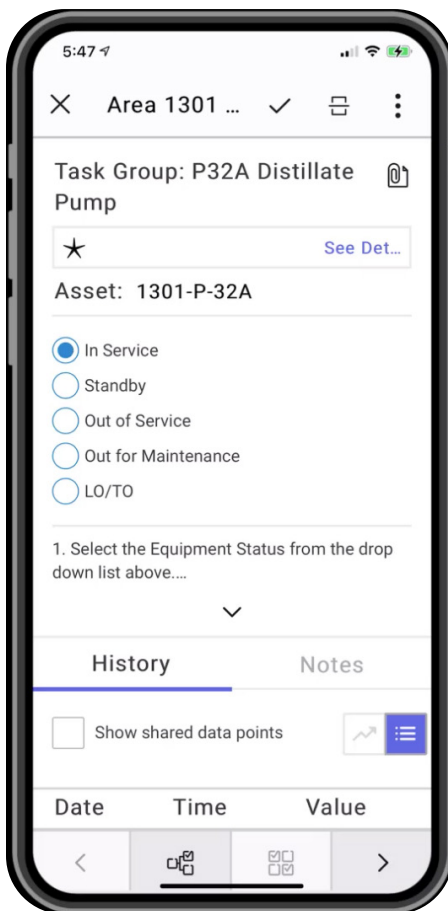 5:47
Area 1301 ...
Task Group: P32A Distillate
Pump
See Det...
Asset: 1301-P-32A
In Service
Standby
Out of Service
Out for Maintenance
LO/TO
1. Select the Equipment Status from the drop
down list above....
History Notes
Show shared data points
Date Time Value